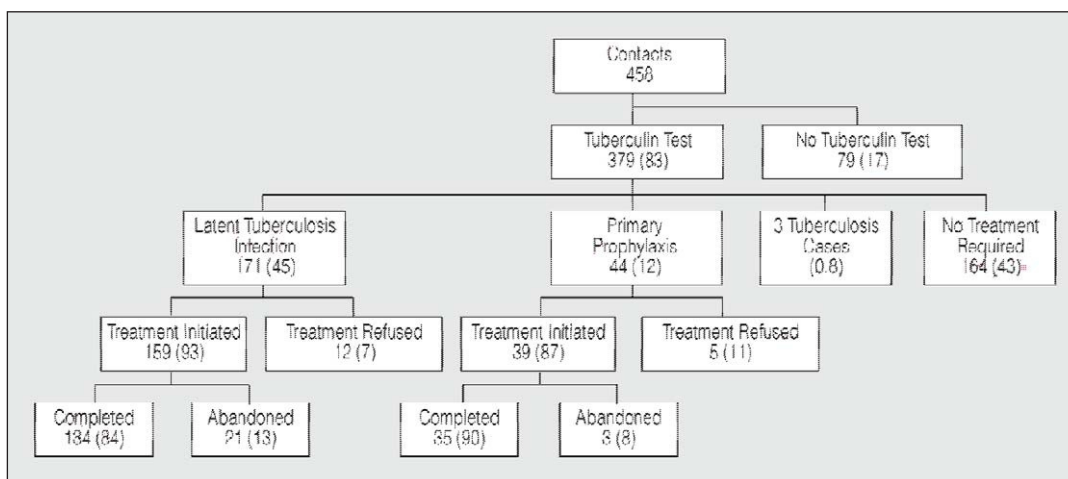 Contacts
458
Tuberculin Test
379 (83)
No Tuberculin Test
79 (17)
Latent Tuberculosis
Infection
171 (45)
Primary
Prophylaxis
44 (12)
3 Tuberculosis
Cases
(0.8)
No Treatment
Required
164 (43)
Treatment Initiated
159 (93)
Treatment Refused
12 (7)
Treatment Initiated
39 (87)
Treatment Refused
5 (11)
Completed
134 (84)
Abandoned
21 (13)
Completed
35 (90)
Abandoned
3 (8)